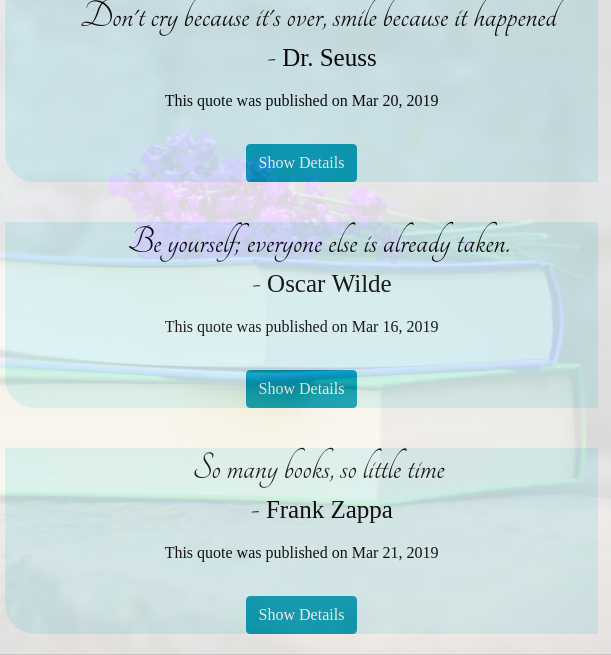 Don't cry because it's over, smile because it happened
- Dr. Seuss
This quote was published on Mar 20, 2019
Show Details
Be yourself; everyone else is already taken.
- Oscar Wilde
This quote was published on Mar 16, 2019
Show Details
So many books, so little time
- Frank Zappa
This quote was published on Mar 21, 2019
Show Details